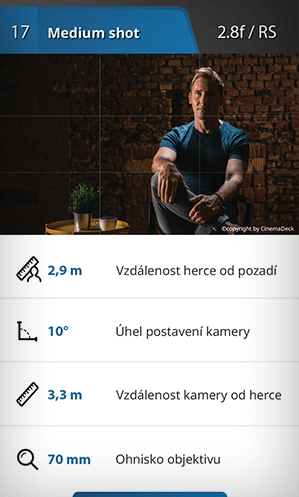 17 Medium shot 2.8f / RS
©copyright by CinemaDeck
2,9 m Vzdálenost herce od pozadí
10° Úhel postavení kamery
3,3 m Vzdálenost kamery od herce
70 mm Ohnisko objektivu